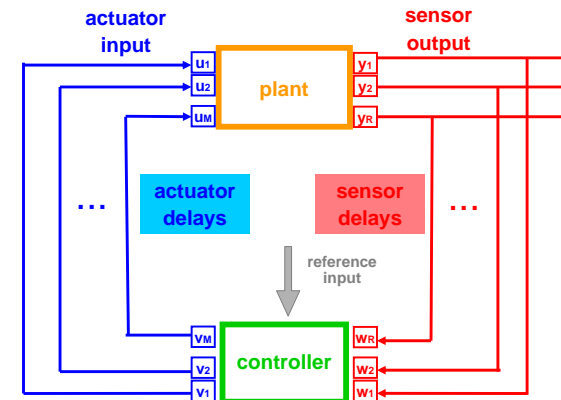 actuator
input
sensor
output
u1
u2
uM
plant
y1
y2
yR
...
actuator
delays
sensor
delays
...
reference
input
vM
v2
v1
controller
wR
w2
w1